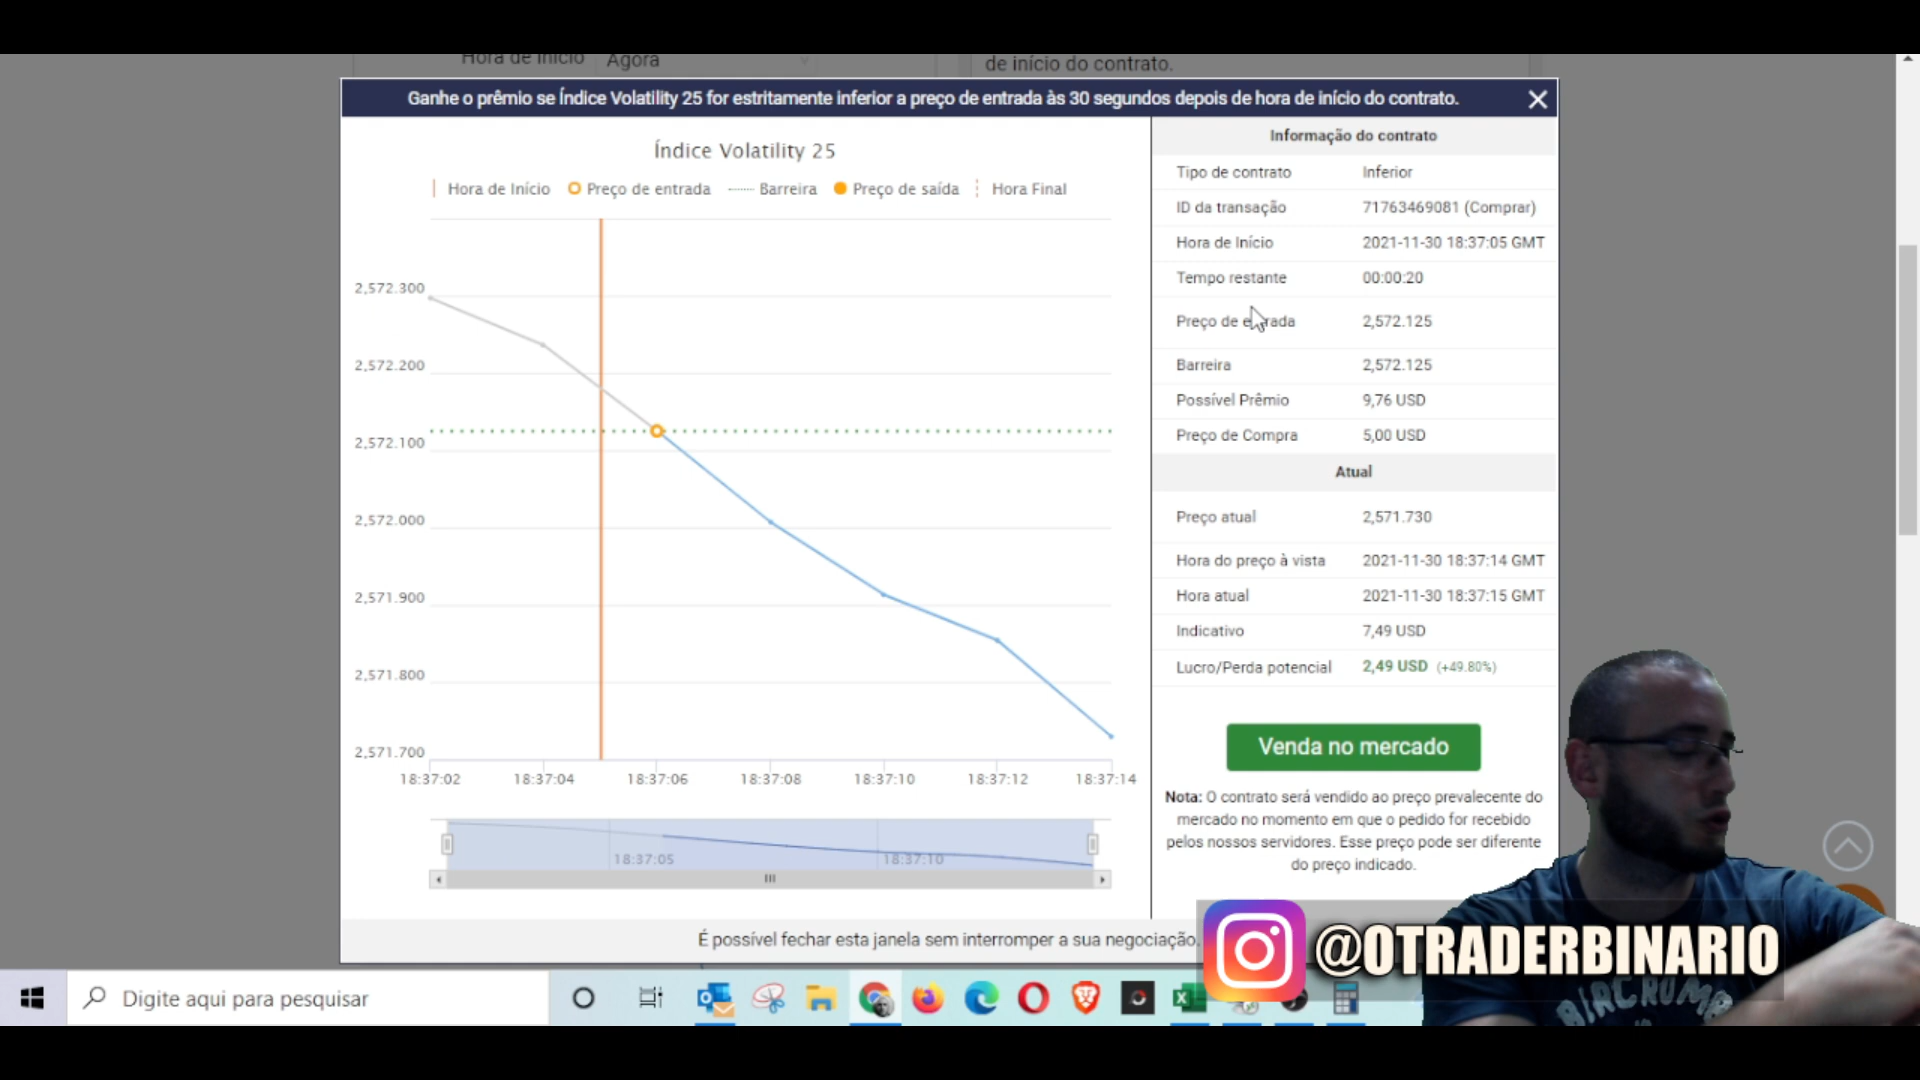 Hora de Início Agora
de início do contrato.
Ganhe o prêmio se Índice Volatility 25 for estritamente inferior a preço de entrada às 30 segundos depois de hora de início do contrato.
Índice Volatility 25
Hora de Início Preço de entrada Barreira Preço de saída Hora Final
2,572.300
2,572.200
2,572.100
2,572.000
2,571.900
2,571.800
2,571.700
18:37:02 18:37:04 18:37:06 18:37:08 18:37:10 18:37:12 18:37:14
18:37:05 18:37:10
Informação do contrato
Tipo de contrato Inferior
ID da transação 71763469081 (Comprar)
Hora de Início 2021-11-30 18:37:05 GMT
Tempo restante 00:00:20
Preço de entrada 2,572.125
Barreira 2,572.125
Possível Prêmio 9,76 USD
Preço de Compra 5,00 USD
Atual
Preço atual 2,571.730
Hora do preço à vista 2021-11-30 18:37:14 GMT
Hora atual 2021-11-30 18:37:15 GMT
Indicativo 7,49 USD
Lucro/Perda potencial 2,49 USD (+49.80%)
Venda no mercado
Nota: O contrato será vendido ao preço prevalecente do
mercado no momento em que o pedido for recebido
pelos nossos servidores. Esse preço pode ser diferente
do preço indicado.
É possível fechar esta janela sem interromper a sua negociação.
@OTRADERBINARIO
Digite aqui para pesquisar